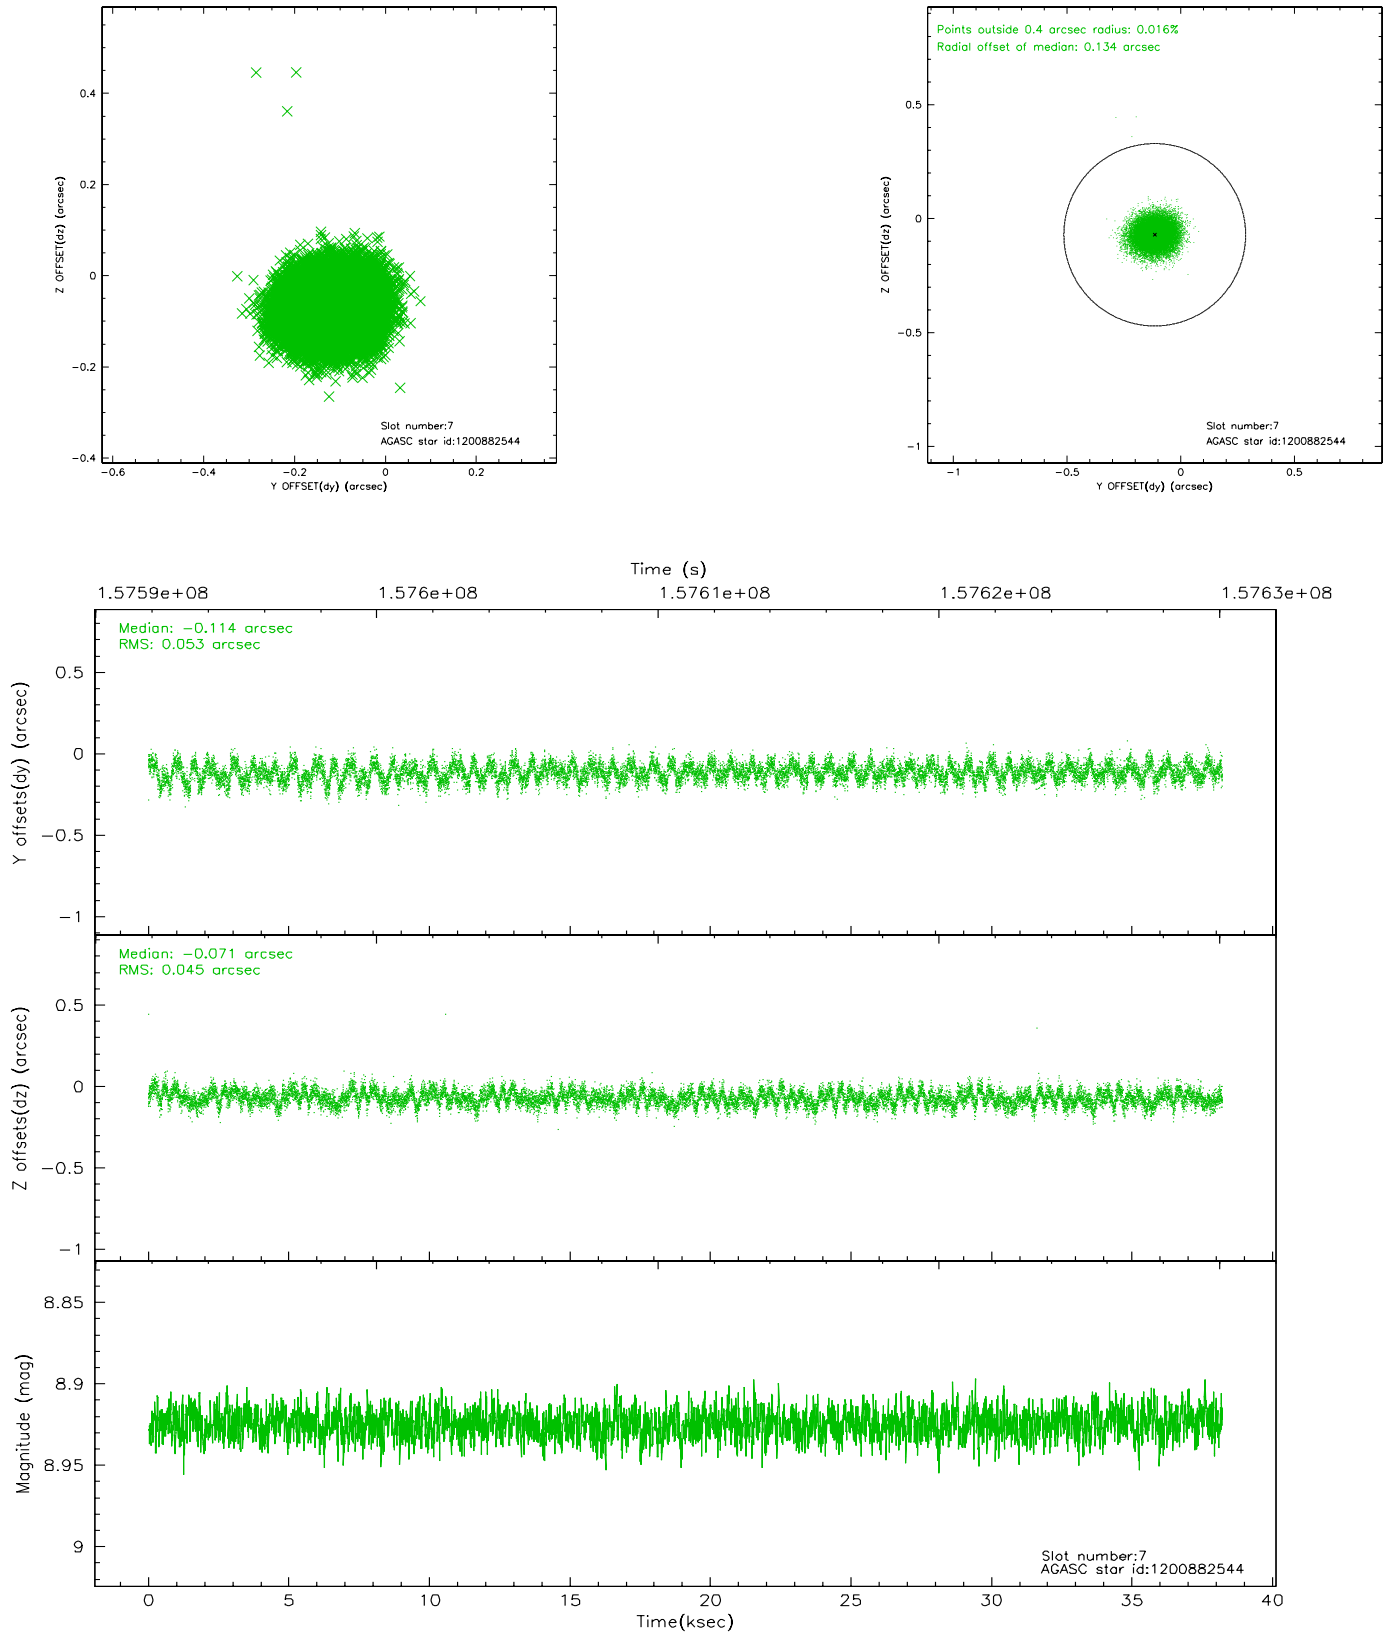 0.4
0.2
0
−0.2
−0.4
−0.6
−0.4
−0.2
0
0.2
Z OFFSET(dz) (arcsec)
Y OFFSET(dy) (arcsec)
Slot number:7
AGASC star id:1200882544
Points outside 0.4 arcsec radius: 0.016%
Radial offset of median: 0.134 arcsec
0.5
0
−0.5
−1
−1
−0.5
0
0.5
Z OFFSET(dz) (arcsec)
Y OFFSET(dy) (arcsec)
Slot number:7
AGASC star id:1200882544
Time (s)
1.5759e+08
1.576e+08
1.5761e+08
1.5762e+08
1.5763e+08
Median: −0.114 arcsec
RMS: 0.053 arcsec
0.5
0
−0.5
−1
Y offsets(dy) (arcsec)
Median: −0.071 arcsec
RMS: 0.045 arcsec
0.5
0
−0.5
−1
Z offsets(dz) (arcsec)
8.85
8.9
8.95
9
Magnitude (mag)
Slot number:7
AGASC star id:1200882544
0
5
10
15
20
25
30
35
40
Time(ksec)